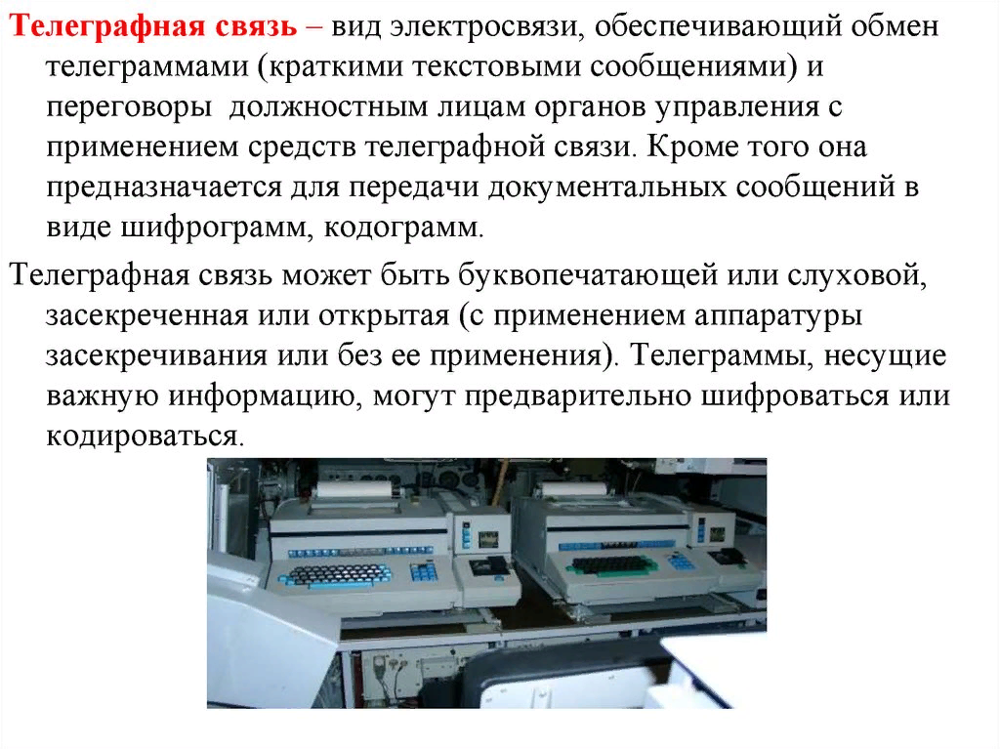 Телеграфная связь – вид электросвязи, обеспечивающий обмен
телеграммами (краткими текстовыми сообщениями) и
переговоры должностным лицам органов управления с
применением средств телеграфной связи. Кроме того она
предназначается для передачи документальных сообщений в
виде шифрограмм, кодограмм.
Телеграфная связь может быть буквопечатающей или слуховой,
засекреченная или открытая (с применением аппаратуры
засекречивания или без ее применения). Телеграммы, несущие
важную информацию, могут предварительно шифроваться или
кодироваться.